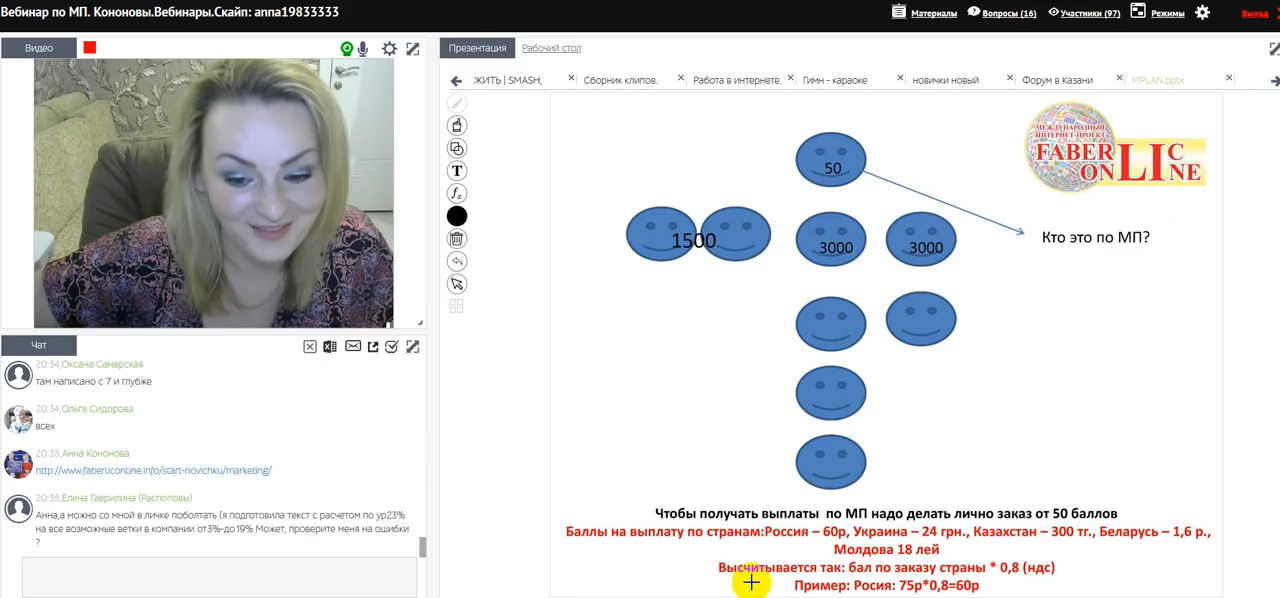 Вебинар по МП. Кононовы.Вебинары.Скайп: anna19833333
Материалы
Вопросы (16)
Участники (97)
Режимы
Выход
Видео
Презентация
Рабочий стол
ЖИТЬ | SMASH,
Сборник клипов.
Работа в интернете.
Гимн - караоке
новички новый
Форум в Казани
MPLAN.pptx
МЕЖДУНАРОДНЫЙ
ИНТЕРНЕТ-ПРОЕКТ
FABERLIC
ONLINE
50
1500
3000
3000
Кто это по МП?
Чтобы получать выплаты по МП надо делать лично заказ от 50 баллов
Баллы на выплату по странам:Россия – 60р, Украина – 24 грн., Казахстан – 300 тг., Беларусь – 1,6 р.,
Молдова 18 лей
Высчитывается так: бал по заказу страны * 0,8 (ндс)
Пример: Росия: 75р*0,8=60р
Чат
20:34,Оксана Самарская
там написано с 7 и глубже
20:34,Ольга Сидорова
всех
20:35,Анна Кононова
http://www.faberliconline.info/start-novichku/marketing/
20:35,Елена Гаврилина (Распоповы)
Анна,а можно со мной в личке поболтать (я подготовила текст с расчетом по ур23%
на все возможные ветки в компании от3%-до19% Может, проверите меня на ошибки
?